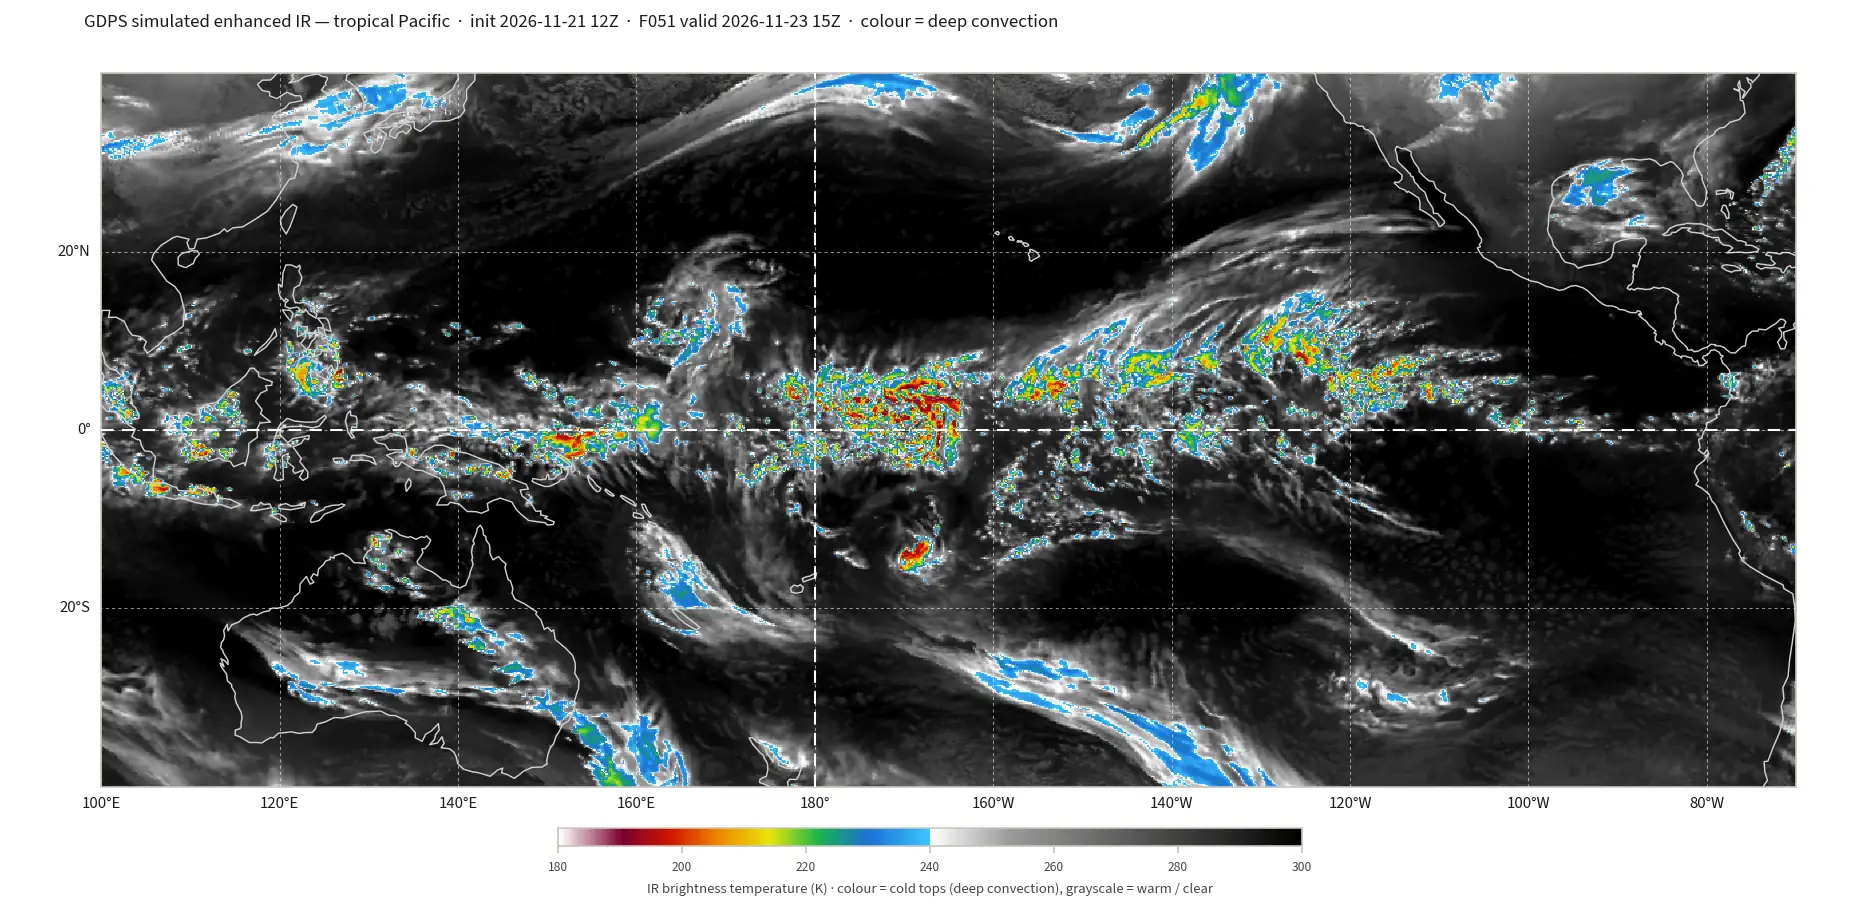 GDPS simulated enhanced IR — tropical Pacific · init 2026-11-21 12Z · F051 valid 2026-11-23 15Z · colour = deep convection
20°N
0°
20°S
100°E 120°E 140°E 160°E 180° 160°W 140°W 120°W 100°W 80°W
180 200 220 240 260 280 300
IR brightness temperature (K) · colour = cold tops (deep convection), grayscale = warm / clear